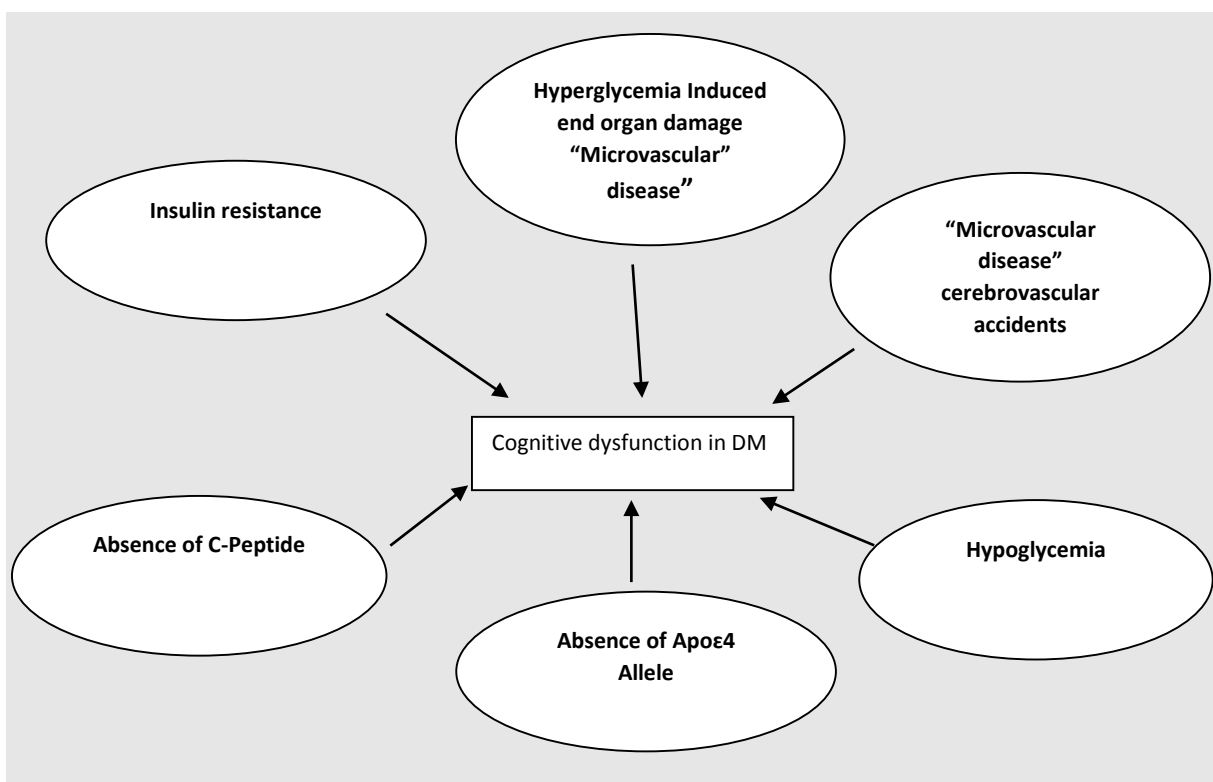 Hyperglycemia Induced
end organ damage
“Microvascular”
disease”
Insulin resistance
“Microvascular
disease”
cerebrovascular
accidents
Cognitive dysfunction in DM
Absence of C-Peptide
Hypoglycemia
Absence of Apoε4
Allele